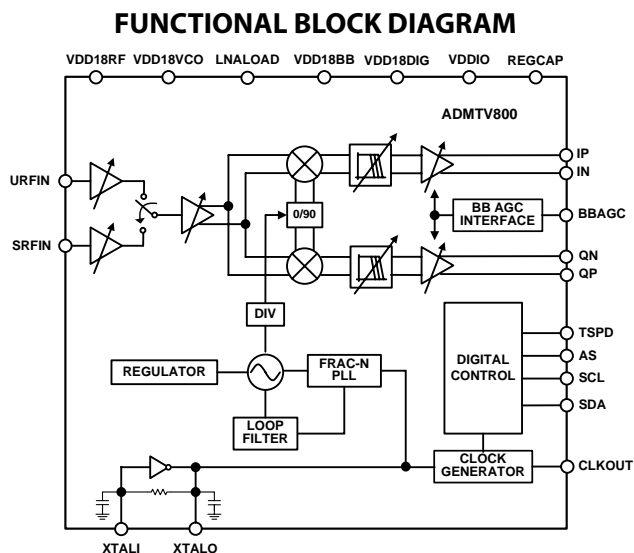 FUNCTIONAL BLOCK DIAGRAM
VDD18RF VDD18VCO LNALOAD VDD18BB VDD18DIG VDDIO REGCAP
ADMTV800
URFIN
SRFIN
0/90
IP
IN
BB AGC
INTERFACE
BBAGC
QN
QP
DIV
REGULATOR
FRAC-N
PLL
LOOP
FILTER
DIGITAL
CONTROL
TSPD
AS
SCL
SDA
CLOCK
GENERATOR
CLKOUT
XTALI XTALO